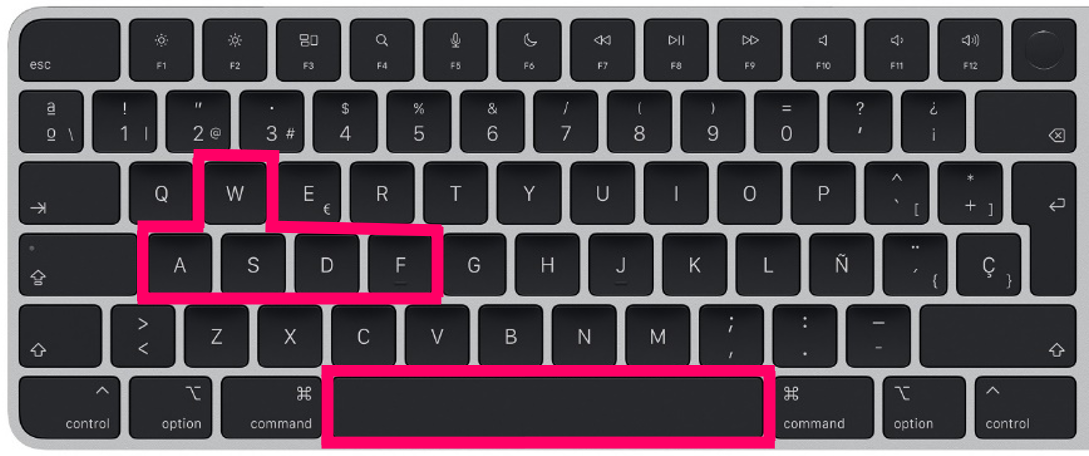 esc F1 F2 F3 F4 F5 F6 F7 F8 F9 F10 F11 F12
ª ! " · $ % & / ( ) = ? ¿
º \ 1 | 2 @ 3 # 4 5 6 7 8 9 0 ' ¡
Q W E € R T Y U I O P ^ ` [ * + ]
A S D F G H J K L Ñ ¨ ´ { Ç }
> < Z X C V B N M ; , : . _ -
control option command command option control